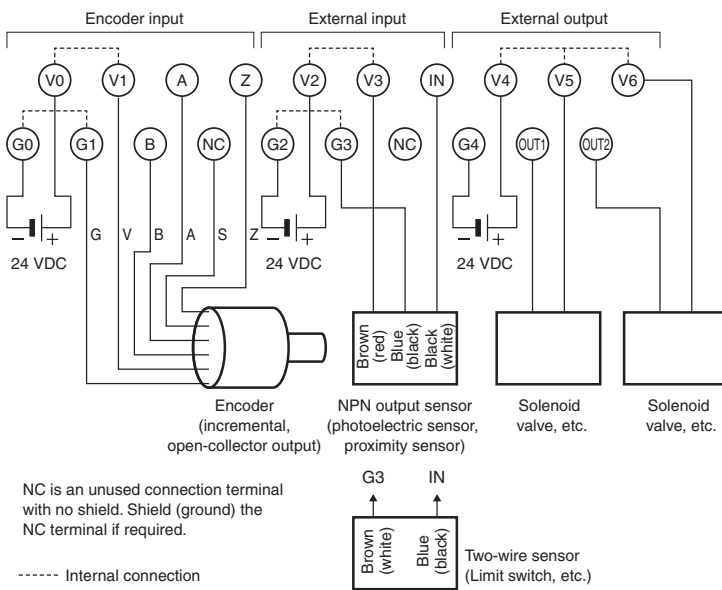 Encoder input
External input
External output
V0 V1 A Z V2 V3 IN V4 V5 V6
G0 G1 B NC G2 G3 NC G4 OUT1 OUT2
− + G V B A S Z − + − +
24 VDC 24 VDC 24 VDC
Brown (red)
Blue (black)
Black (white)
Encoder
(incremental,
open-collector output)
NPN output sensor
(photoelectric sensor,
proximity sensor)
Solenoid
valve, etc.
Solenoid
valve, etc.
NC is an unused connection terminal
with no shield. Shield (ground) the
NC terminal if required.
G3 IN
Brown (white)
Blue (black)
Two-wire sensor
(Limit switch, etc.)
Internal connection